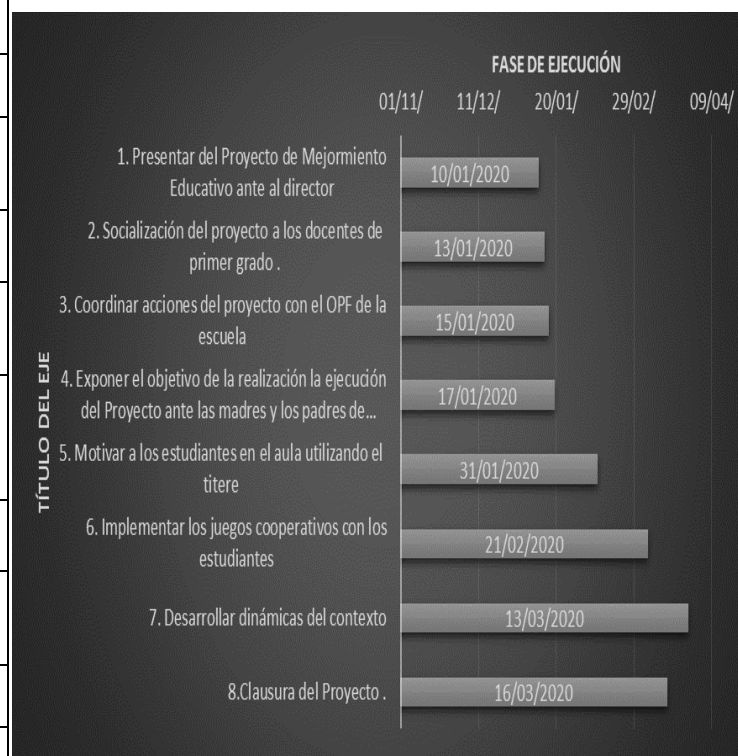 FASE DE EJECUCIÓN
01/11/ 11/12/ 20/01/ 29/02/ 09/04/
TÍTULO DEL EJE
1. Presentar del Proyecto de Mejormiento
Educativo ante al director
10/01/2020
2. Socialización del proyecto a los docentes de
primer grado .
13/01/2020
3. Coordinar acciones del proyecto con el OPF de la
escuela
15/01/2020
4. Exponer el objetivo de la realización la ejecución
del Proyecto ante las madres y los padres de...
17/01/2020
5. Motivar a los estudiantes en el aula utilizando el
titere
31/01/2020
6. Implementar los juegos cooperativos con los
estudiantes
21/02/2020
7. Desarrollar dinámicas del contexto
13/03/2020
8.Clausura del Proyecto .
16/03/2020